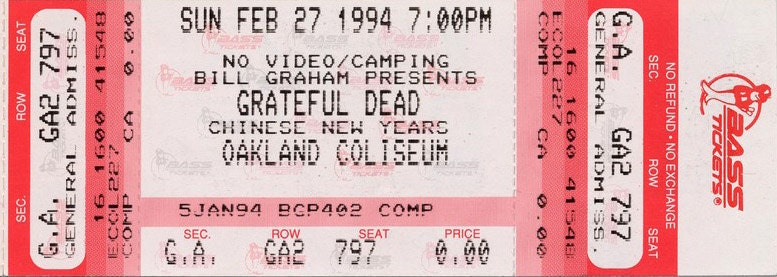 SEAT
ROW
SEC.
797
GA2
G.A.
GENERAL ADMISS.
16 1600 41548
ECOL227 CA
COMP 0.00
SUN FEB 27 1994 7:00PM
NO VIDEO/CAMPING
BILL GRAHAM PRESENTS
GRATEFUL DEAD
CHINESE NEW YEARS
OAKLAND COLISEUM
5JAN94 BCP402 COMP
SEC. ROW SEAT PRICE
G.A. GA2 797 0.00
COMP CA 0.00
ECOL227
16 1600 41548
G.A. GA2 797
GENERAL ADMISS.
SEC. ROW SEAT
NO REFUND • NO EXCHANGE
BASS
TICKETS®